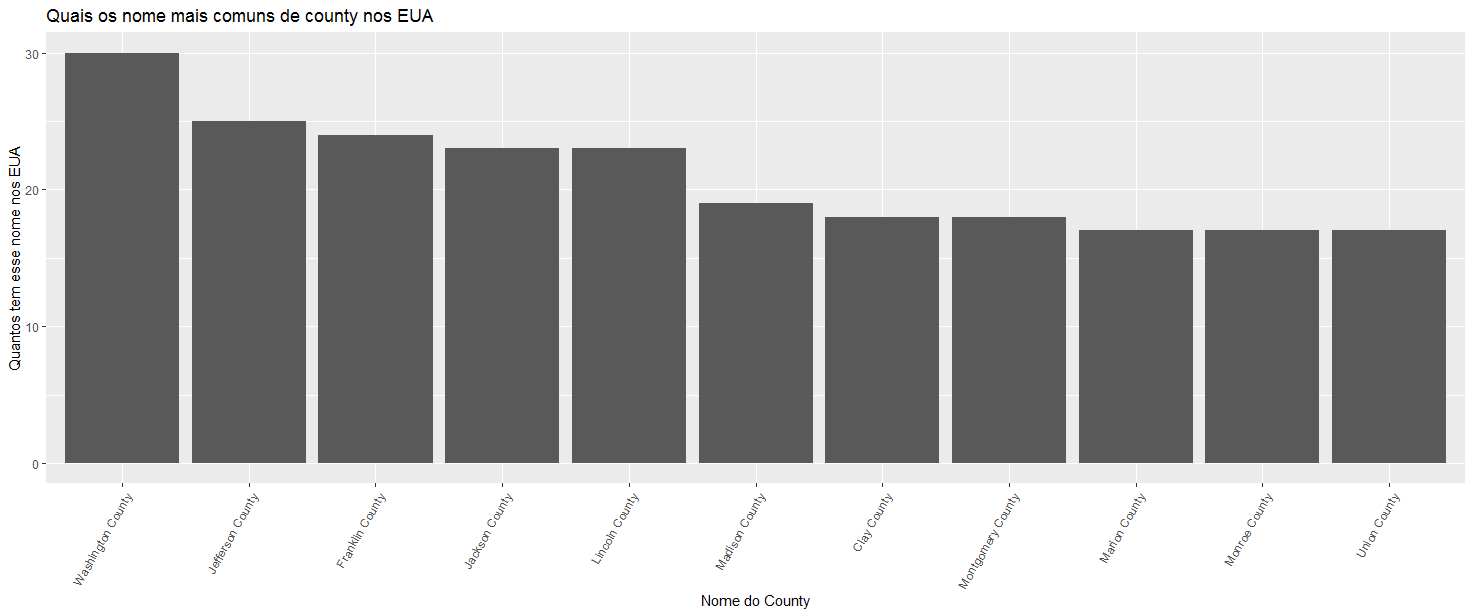 Quais os nome mais comuns de county nos EUA
Quantos tem esse nome nos EUA
30
20
10
0
Washington County
Jefferson County
Franklin County
Jackson County
Lincoln County
Madison County
Clay County
Montgomery County
Marion County
Monroe County
Union County
Nome do County